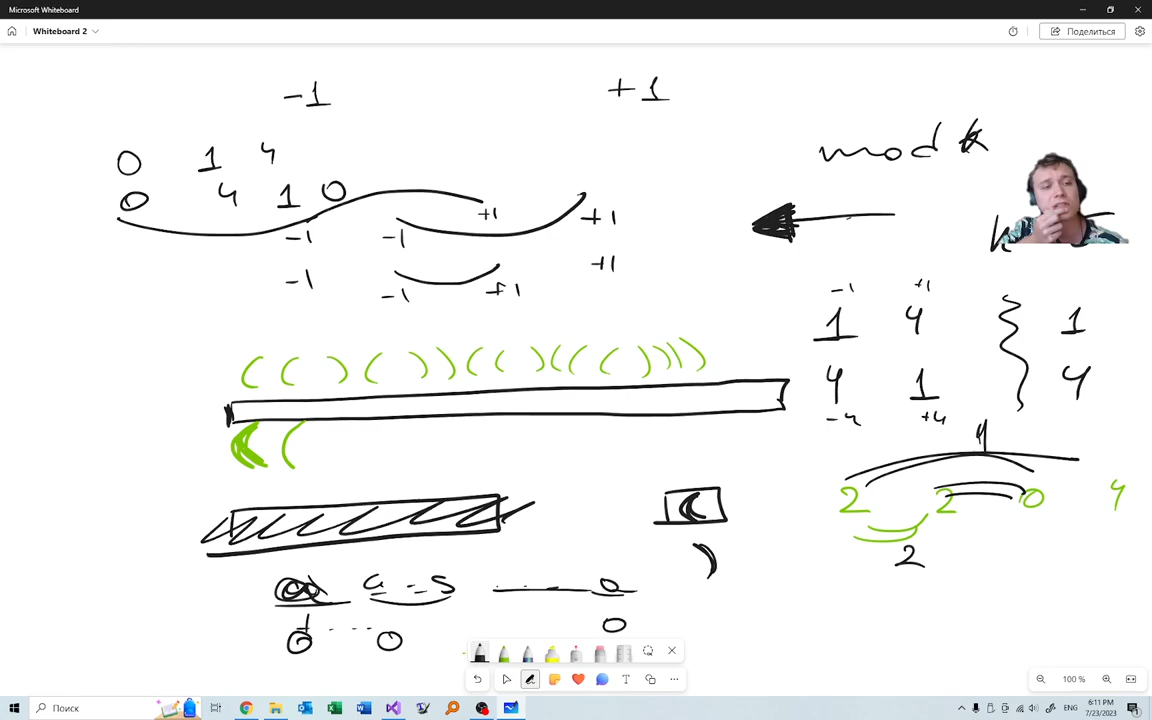 Microsoft Whiteboard
Whiteboard 2
Поделиться
-1 +1
mod k
0 1 4
0 4 1 0
+1
-1 -1 +1
-1 -1 +1 +1
-1 +1
1 4 1
4 1 4
-4 +4
( ( ) ( ) ) ( ( ) ( ( ( ) ) ) )
( (
4
2 2 0 4
2
(
)
0
0 0 0
100 %
Поиск
ENG
6:11 PM
7/23/2023